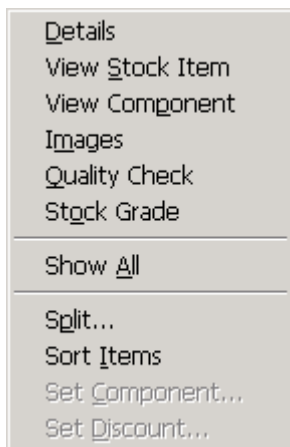 Details
View Stock Item
View Component
Images
Quality Check
Stock Grade
Show All
Split...
Sort Items
Set Component...
Set Discount...